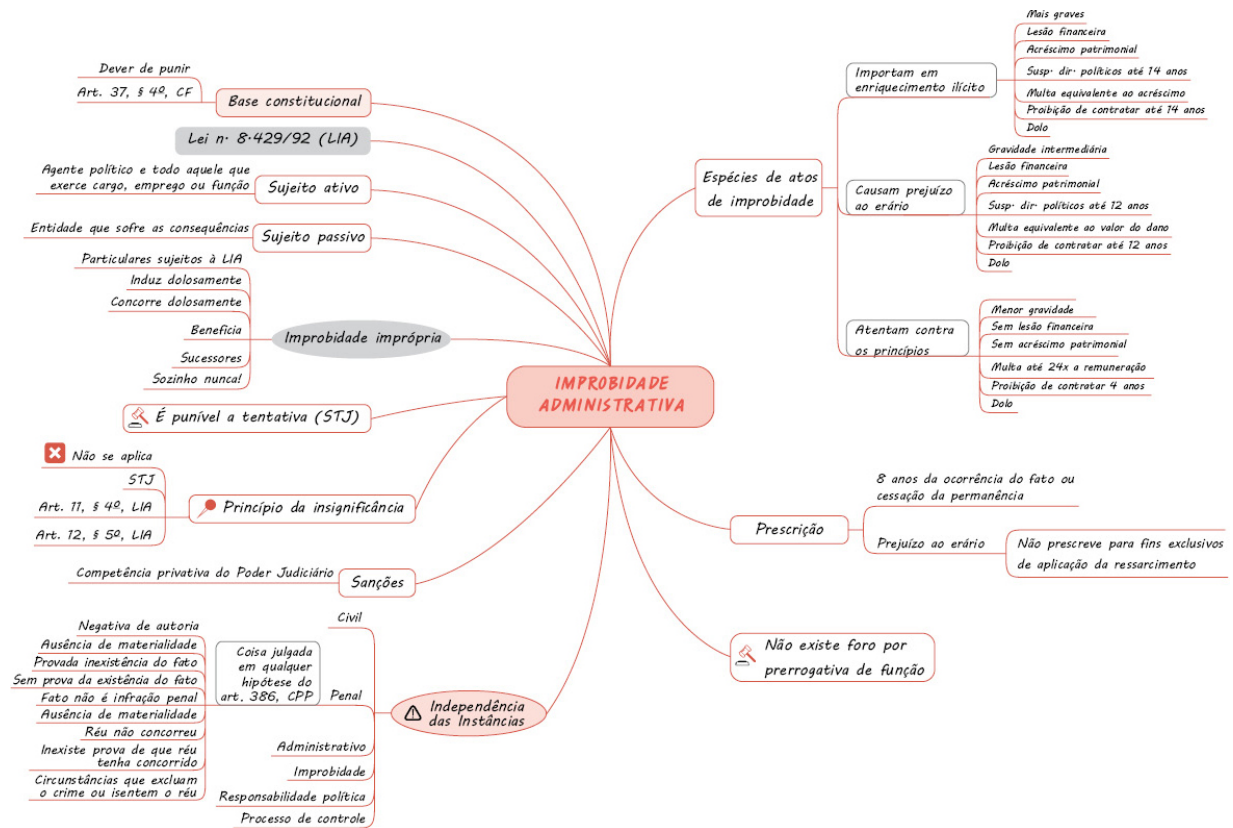 IMPROBIDADE
ADMINISTRATIVA
Dever de punir
Art. 37, § 4º, CF
Base constitucional
Lei n. 8.429/92 (LIA)
Agente político e todo aquele que
exerce cargo, emprego ou função
Sujeito ativo
Entidade que sofre as consequências
Sujeito passivo
Particulares sujeitos à LIA
Induz dolosamente
Concorre dolosamente
Beneficia
Sucessores
Sozinho nunca!
Improbidade imprópria
É punível a tentativa (STJ)
Não se aplica
STJ
Art. 11, § 4º, LIA
Art. 12, § 5º, LIA
Princípio da insignificância
Competência privativa do Poder Judiciário
Sanções
Civil
Negativa de autoria
Ausência de materialidade
Provada inexistência do fato
Sem prova da existência do fato
Fato não é infração penal
Ausência de materialidade
Réu não concorreu
Inexiste prova de que réu
tenha concorrido
Circunstâncias que excluam
o crime ou isentem o réu
Coisa julgada
em qualquer
hipótese do
art. 386, CPP
Penal
Administrativo
Improbidade
Responsabilidade política
Processo de controle
Independência
das Instâncias
Espécies de atos
de improbidade
Importam em
enriquecimento ilícito
Mais graves
Lesão financeira
Acréscimo patrimonial
Susp. dir. políticos até 14 anos
Multa equivalente ao acréscimo
Proibição de contratar até 14 anos
Dolo
Causam prejuízo
ao erário
Gravidade intermediária
Lesão financeira
Acréscimo patrimonial
Susp. dir. políticos até 12 anos
Multa equivalente ao valor do dano
Proibição de contratar até 12 anos
Dolo
Atentam contra
os princípios
Menor gravidade
Sem lesão financeira
Sem acréscimo patrimonial
Multa até 24x a remuneração
Proibição de contratar 4 anos
Dolo
Prescrição
8 anos da ocorrência do fato ou
cessação da permanência
Prejuízo ao erário
Não prescreve para fins exclusivos
de aplicação da ressarcimento
Não existe foro por
prerrogativa de função